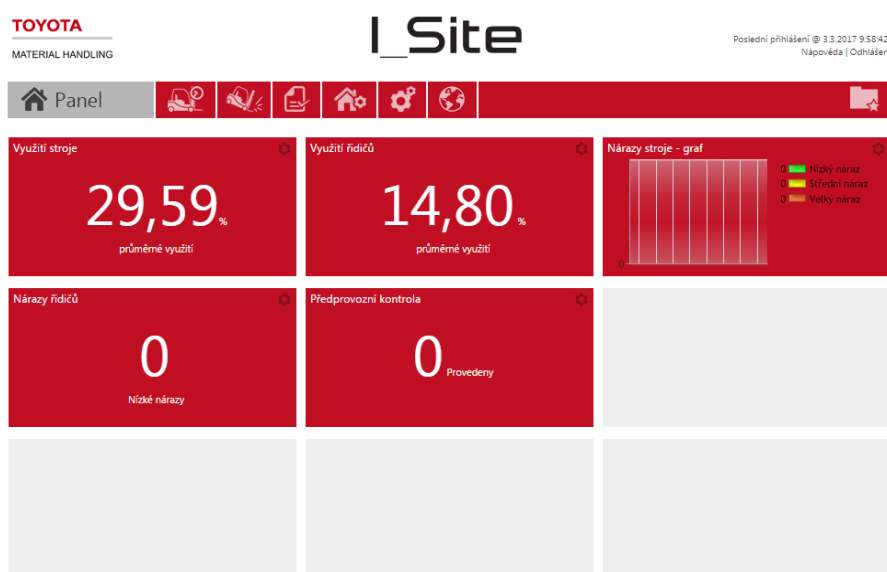 TOYOTA
MATERIAL HANDLING
I_Site
Poslední přihlášení @ 3.3.2017 9:58:42
Nápověda | Odhlášen
Panel
Využití stroje
29,59 %
průměrné využití
Využití řidičů
14,80 %
průměrné využití
Nárazy stroje - graf
0 Nízký náraz
0 Střední náraz
0 Velký náraz
0
Nárazy řidičů
0
Nízké nárazy
Předprovozní kontrola
0 Provedeny